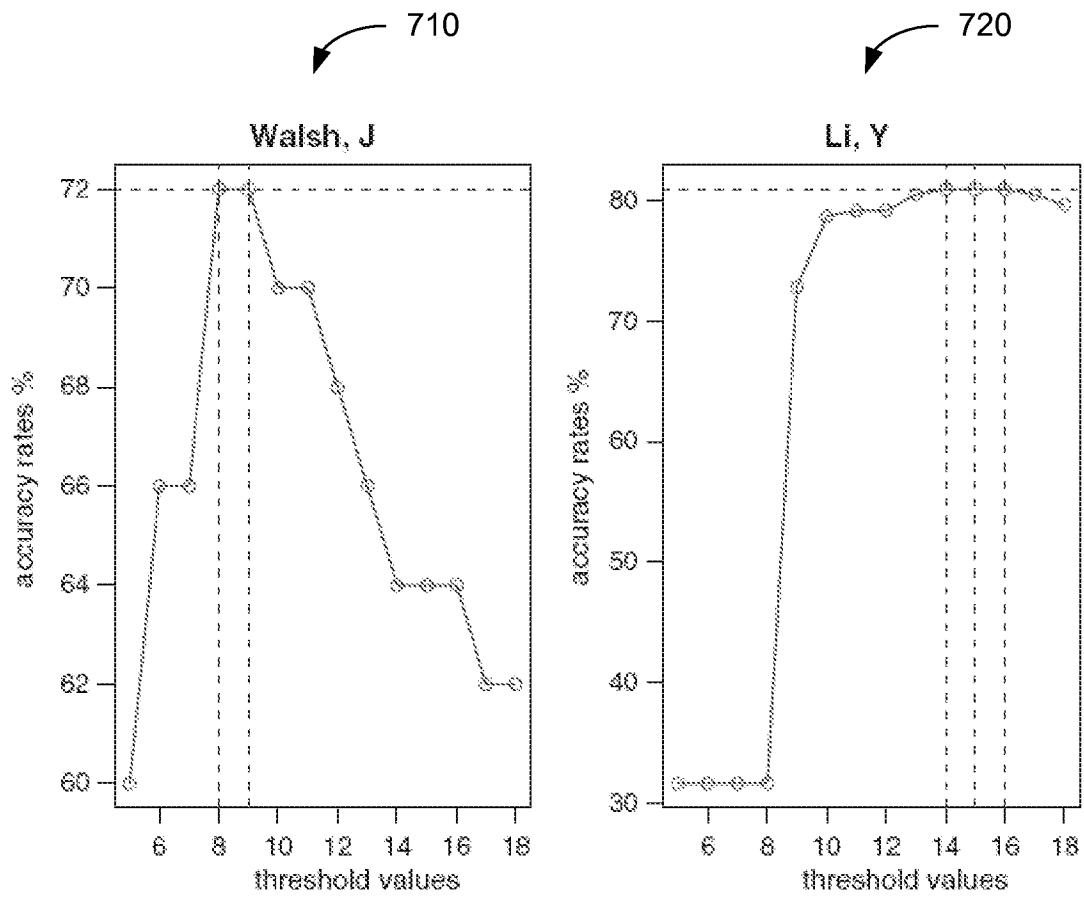 710
720
Walsh, J
Li, Y
72
70
68
66
64
62
60
accuracy rates %
6 8 10 12 14 16 18
threshold values
80
70
60
50
40
30
accuracy rates %
6 8 10 12 14 16 18
threshold values